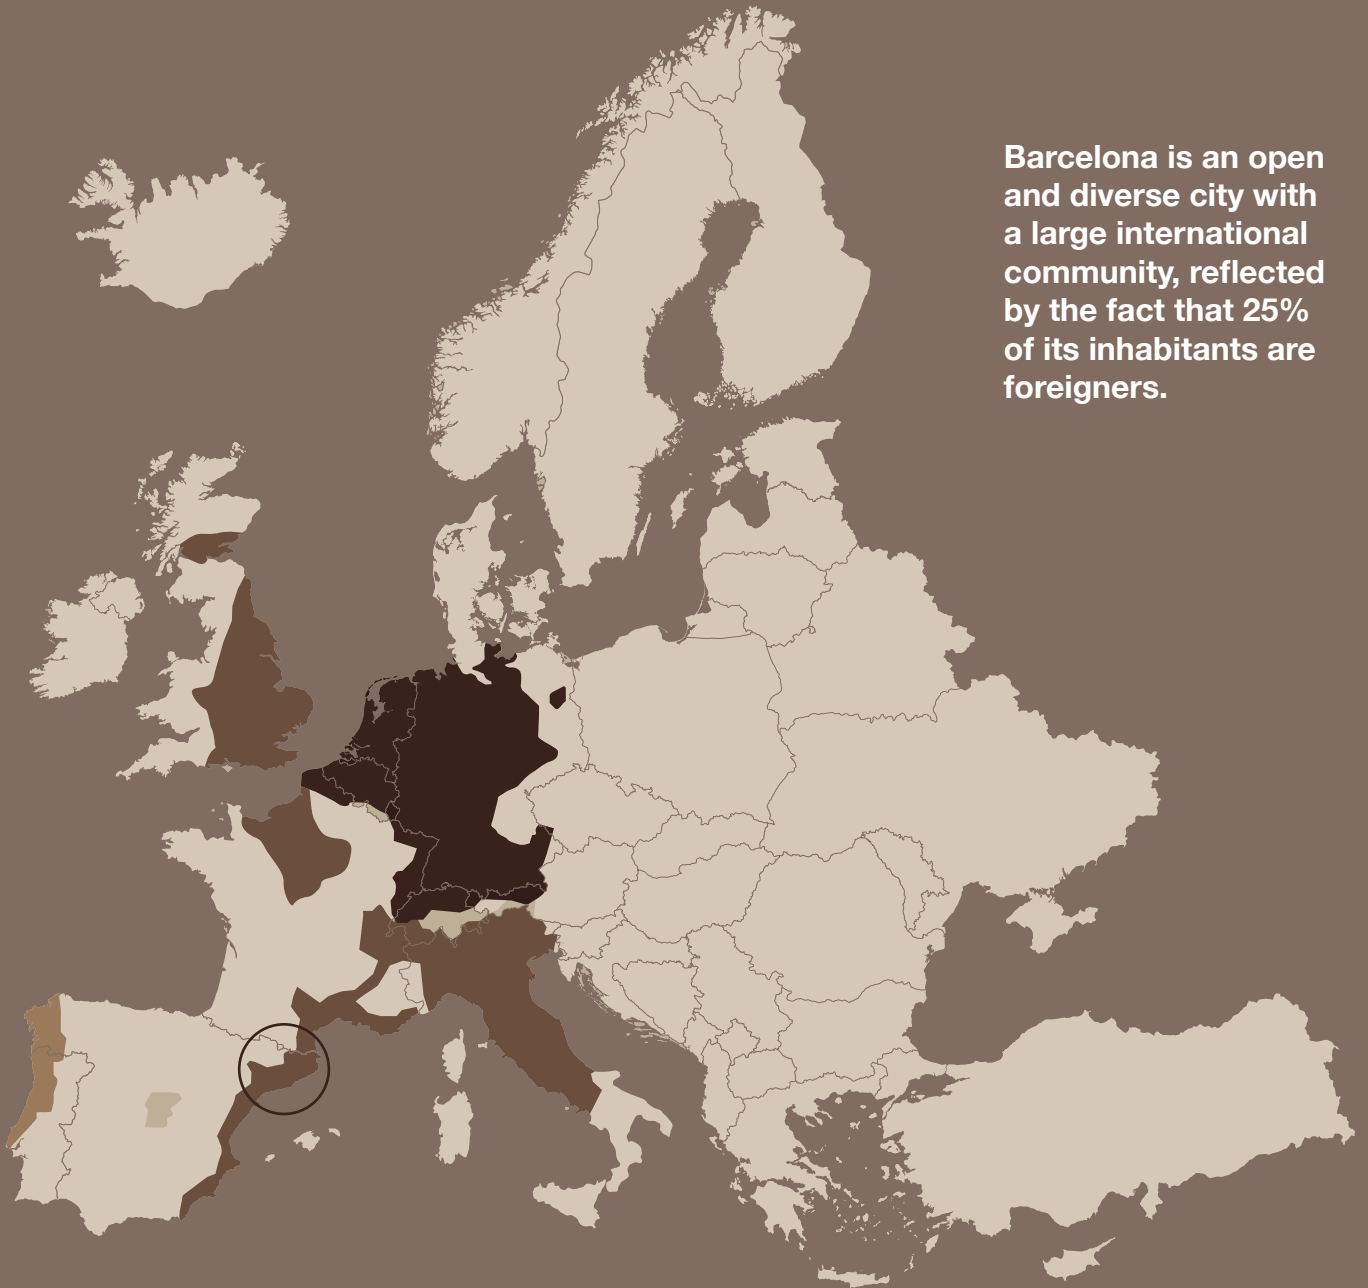 Barcelona is an open
and diverse city with
a large international
community, reflected
by the fact that 25%
of its inhabitants are
foreigners.